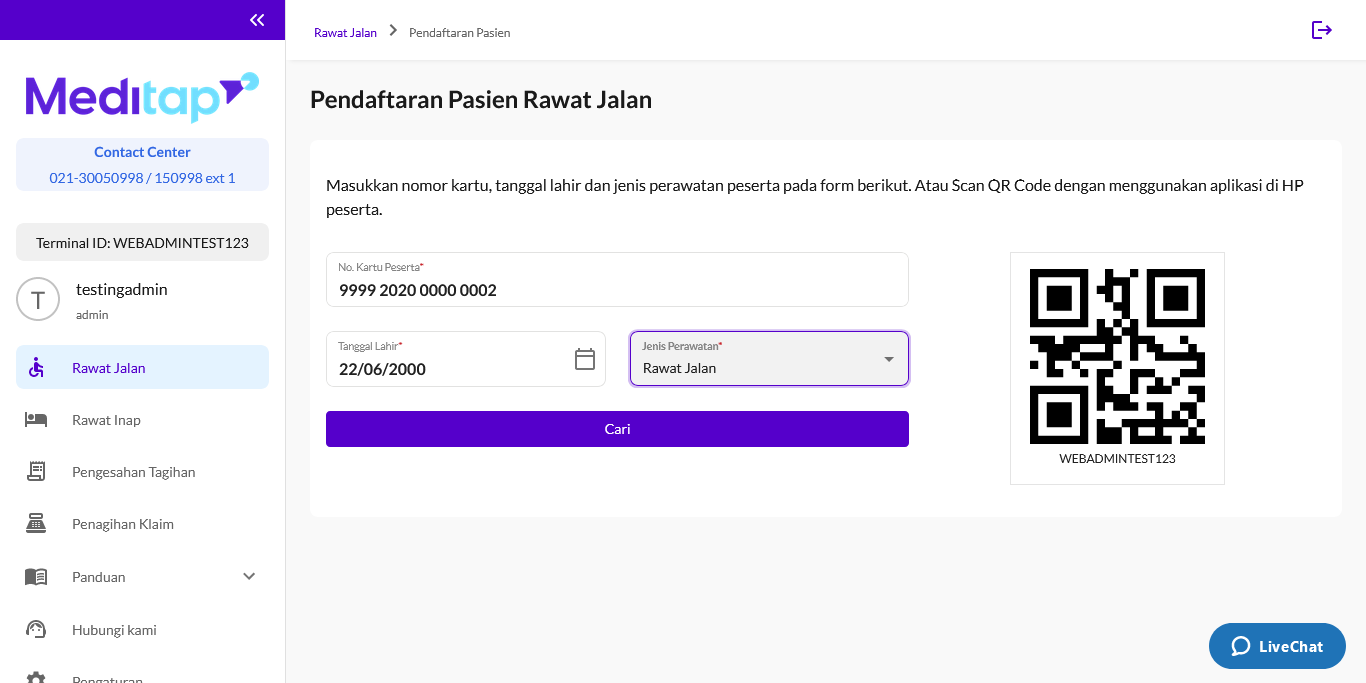 Rawat Jalan
Pendaftaran Pasien
Meditap
Contact Center
021-30050998 / 150998 ext 1
Terminal ID: WEBADMINTEST123
T
testingadmin
admin
Rawat Jalan
Rawat Inap
Pengesahan Tagihan
Penagihan Klaim
Panduan
Hubungi kami
Pengaturan
Pendaftaran Pasien Rawat Jalan
Masukkan nomor kartu, tanggal lahir dan jenis perawatan peserta pada form berikut. Atau Scan QR Code dengan menggunakan aplikasi di HP
peserta.
No. Kartu Peserta*
9999 2020 0000 0002
Tanggal Lahir*
22/06/2000
Jenis Perawatan*
Rawat Jalan
Cari
WEBADMINTEST123
LiveChat